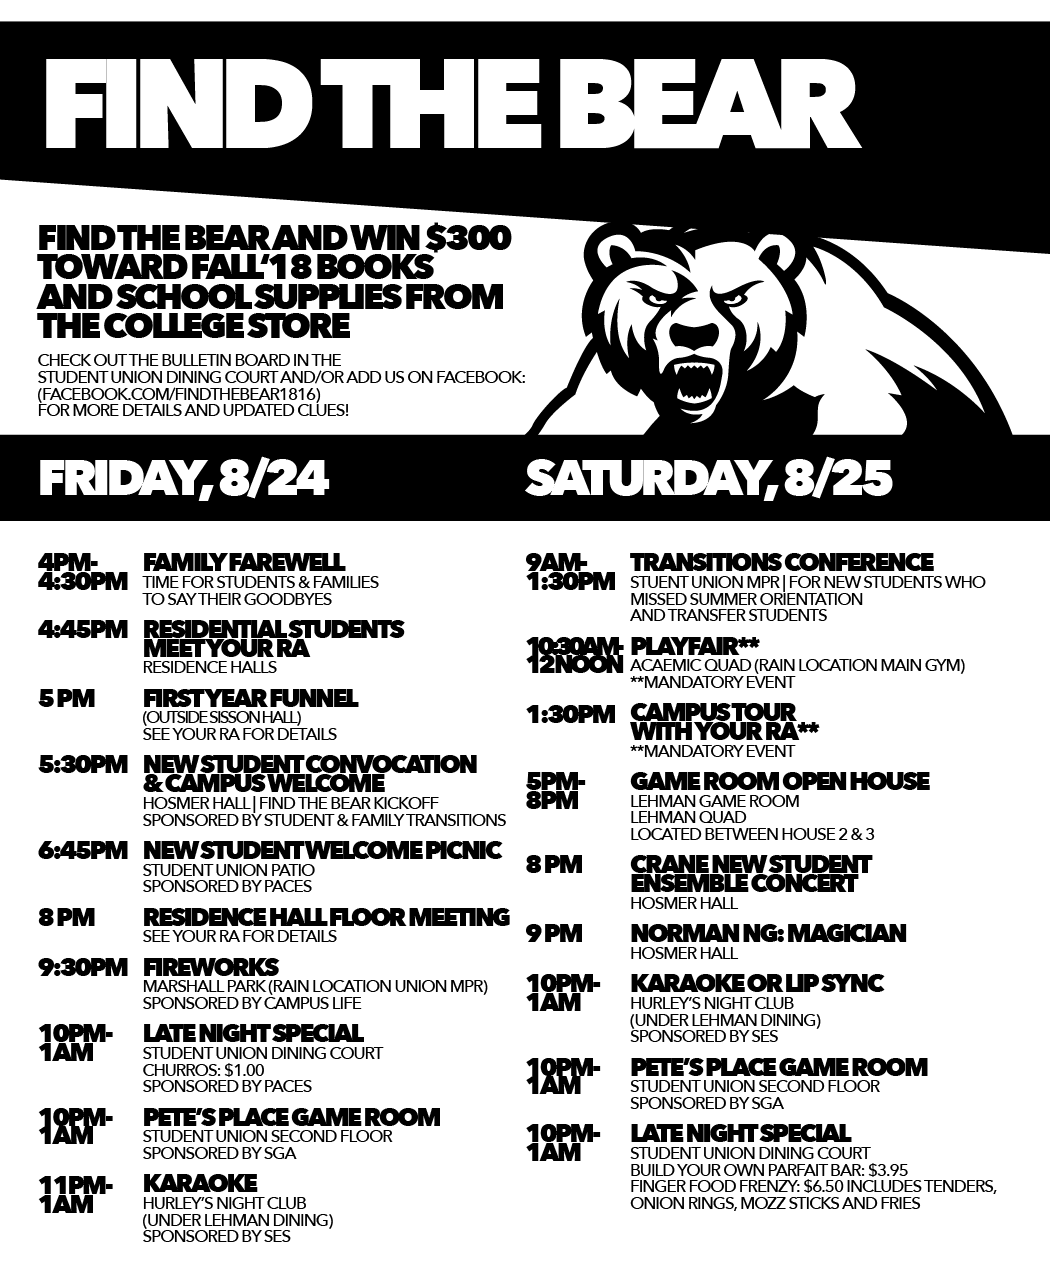 FIND THE BEAR
FIND THE BEAR AND WIN $300
TOWARD FALL '18 BOOKS
AND SCHOOL SUPPLIES FROM
THE COLLEGE STORE
CHECK OUT THE BULLETIN BOARD IN THE
STUDENT UNION DINING COURT AND/OR ADD US ON FACEBOOK:
(FACEBOOK.COM/FINDTHEBEAR1816)
FOR MORE DETAILS AND UPDATED CLUES!
FRIDAY, 8/24
4PM-
4:30PM
FAMILY FAREWELL
TIME FOR STUDENTS & FAMILIES
TO SAY THEIR GOODBYES
4:45PM
RESIDENTIAL STUDENTS
MEET YOUR RA
RESIDENCE HALLS
5 PM
FIRST YEAR FUNNEL
(OUTSIDE SISSON HALL)
SEE YOUR RA FOR DETAILS
5:30PM
NEW STUDENT CONVOCATION
& CAMPUS WELCOME
HOSMER HALL | FIND THE BEAR KICKOFF
SPONSORED BY STUDENT & FAMILY TRANSITIONS
6:45PM
NEW STUDENT WELCOME PICNIC
STUDENT UNION PATIO
SPONSORED BY PACES
8 PM
RESIDENCE HALL FLOOR MEETING
SEE YOUR RA FOR DETAILS
9:30PM
FIREWORKS
MARSHALL PARK (RAIN LOCATION UNION MPR)
SPONSORED BY CAMPUS LIFE
10PM-
1AM
LATE NIGHT SPECIAL
STUDENT UNION DINING COURT
CHURROS: $1.00
SPONSORED BY PACES
10PM-
1AM
PETE'S PLACE GAME ROOM
STUDENT UNION SECOND FLOOR
SPONSORED BY SGA
11PM-
1AM
KARAOKE
HURLEY'S NIGHT CLUB
(UNDER LEHMAN DINING)
SPONSORED BY SES
SATURDAY, 8/25
9AM-
1:30PM
TRANSITIONS CONFERENCE
STUENT UNION MPR | FOR NEW STUDENTS WHO
MISSED SUMMER ORIENTATION
AND TRANSFER STUDENTS
10:30AM-
12NOON
PLAYFAIR**
ACAEMIC QUAD (RAIN LOCATION MAIN GYM)
**MANDATORY EVENT
1:30PM
CAMPUS TOUR
WITH YOUR RA**
**MANDATORY EVENT
5PM-
8PM
GAME ROOM OPEN HOUSE
LEHMAN GAME ROOM
LEHMAN QUAD
LOCATED BETWEEN HOUSE 2 & 3
8 PM
CRANE NEW STUDENT
ENSEMBLE CONCERT
HOSMER HALL
9 PM
NORMAN NG: MAGICIAN
HOSMER HALL
10PM-
1AM
KARAOKE OR LIP SYNC
HURLEY'S NIGHT CLUB
(UNDER LEHMAN DINING)
SPONSORED BY SES
10PM-
1AM
PETE'S PLACE GAME ROOM
STUDENT UNION SECOND FLOOR
SPONSORED BY SGA
10PM-
1AM
LATE NIGHT SPECIAL
STUDENT UNION DINING COURT
BUILD YOUR OWN PARFAIT BAR: $3.95
FINGER FOOD FRENZY: $6.50 INCLUDES TENDERS,
ONION RINGS, MOZZ STICKS AND FRIES